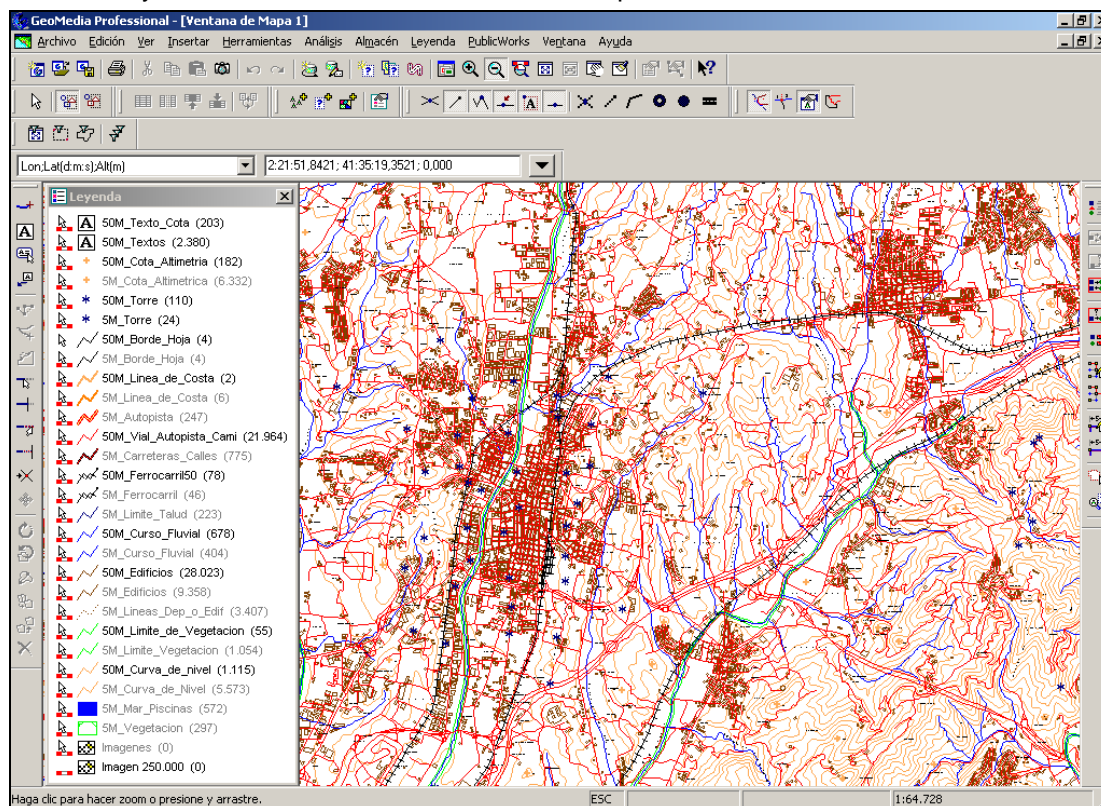 GeoMedia Professional - [Ventana de Mapa 1]
Archivo Edición Ver Insertar Herramientas Análisis Almacén Leyenda PublicWorks Ventana Ayuda
Lon;Lat(d:m:s);Alt(m) 2:21:51,8421; 41:35:19,3521; 0,000
Leyenda
50M_Texto_Cota (203)
50M_Textos (2.380)
50M_Cota_Altimetria (182)
5M_Cota_Altimetrica (6.332)
50M_Torre (110)
5M_Torre (24)
50M_Borde_Hoja (4)
5M_Borde_Hoja (4)
50M_Linea_de_Costa (2)
5M_Linea_de_Costa (6)
5M_Autopista (247)
50M_Vial_Autopista_Cami (21.964)
5M_Carreteras_Calles (775)
50M_Ferrocarril50 (78)
5M_Ferrocarril (46)
5M_Limite_Talud (223)
50M_Curso_Fluvial (678)
5M_Curso_Fluvial (404)
50M_Edificios (28.023)
5M_Edificios (9.358)
5M_Lineas_Dep_o_Edif (3.407)
50M_Limite_de_Vegetacion (55)
5M_Limite_Vegetacion (1.054)
50M_Curva_de_nivel (1.115)
5M_Curva_de_Nivel (5.573)
5M_Mar_Piscinas (572)
5M_Vegetacion (297)
Imagenes (0)
Imagen 250.000 (0)
Haga clic para hacer zoom o presione y arrastre. ESC 1:64.728